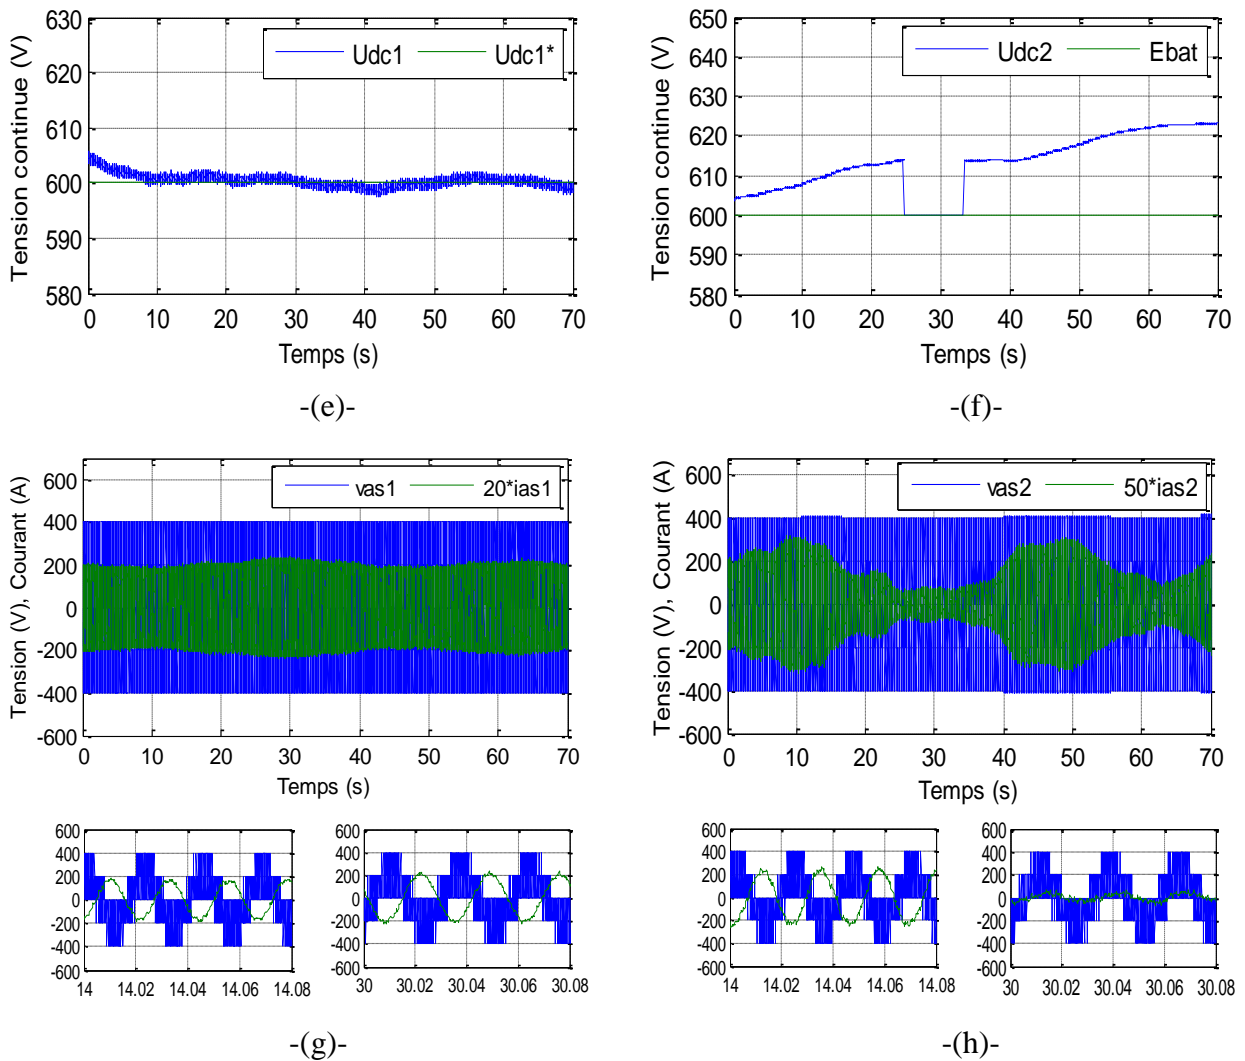 630
620
610
600
590
580
Tension continue (V)
Udc1 Udc1*
0 10 20 30 40 50 60 70
Temps (s)
-(e)-
650
640
630
620
610
600
590
580
Tension continue (V)
Udc2 Ebat
0 10 20 30 40 50 60 70
Temps (s)
-(f)-
600
400
200
0
-200
-400
-600
Tension (V), Courant (A)
vas1 20*ias1
0 10 20 30 40 50 60 70
Temps (s)
600
400
200
0
-200
-400
-600
14 14.02 14.04 14.06 14.08
600
400
200
0
-200
-400
-600
30 30.02 30.04 30.06 30.08
-(g)-
600
400
200
0
-200
-400
-600
Tension (V), Courant (A)
vas2 50*ias2
0 10 20 30 40 50 60 70
Temps (s)
600
400
200
0
-200
-400
-600
14 14.02 14.04 14.06 14.08
600
400
200
0
-200
-400
-600
30 30.02 30.04 30.06 30.08
-(h)-